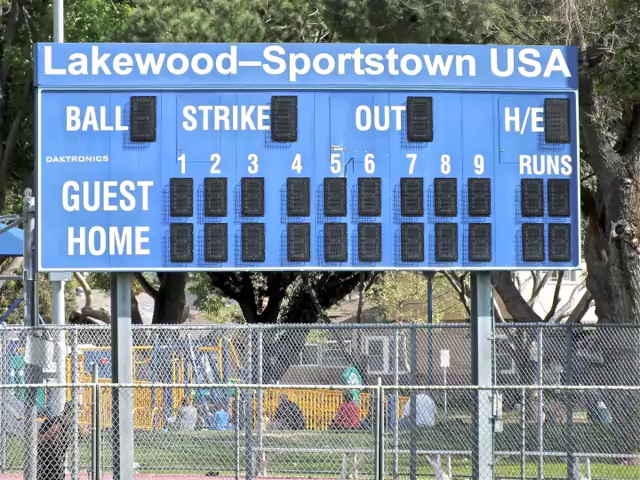 Lakewood–Sportstown USA
BALL STRIKE OUT H/E
DAKTRONICS 1 2 3 4 5 6 7 8 9 RUNS
GUEST
HOME